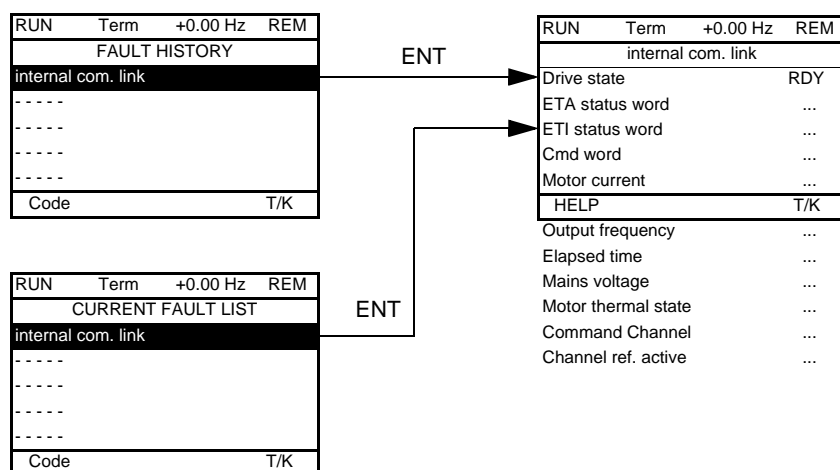 RUN Term +0.00 Hz REM
FAULT HISTORY
internal com. link
- - - - -
- - - - -
- - - - -
- - - - -
Code T/K
ENT
RUN Term +0.00 Hz REM
CURRENT FAULT LIST
internal com. link
- - - - -
- - - - -
- - - - -
- - - - -
Code T/K
ENT
RUN Term +0.00 Hz REM
internal com. link
Drive state RDY
ETA status word ...
ETI status word ...
Cmd word ...
Motor current ...
HELP T/K
Output frequency ...
Elapsed time ...
Mains voltage ...
Motor thermal state ...
Command Channel ...
Channel ref. active ...